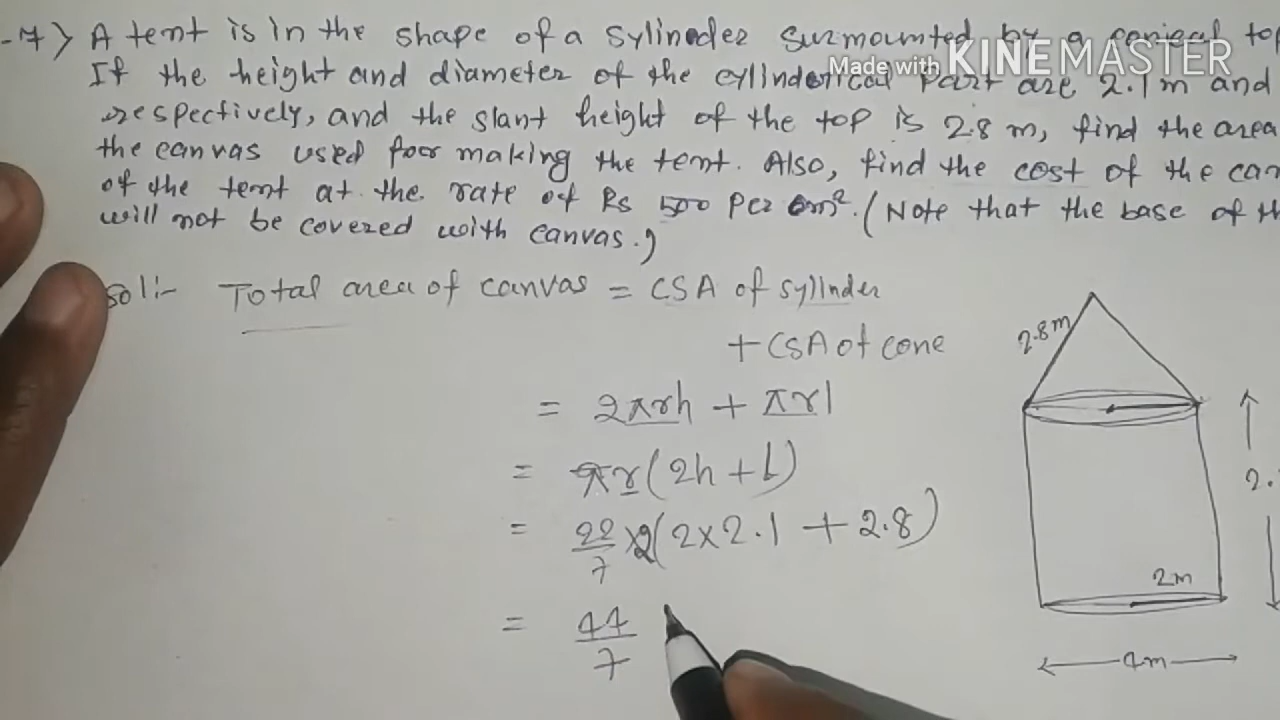 -7) A tent is in the shape of a sylinder surmounted by a conical top
Made with KINEMASTER
If the height and diameter of the cylinderical part are 2.1m and
respectively, and the slant height of the top is 2.8 m, find the area
the canvas used for making the tent. Also, find the cost of the can
of the tent at the rate of Rs 500 per m². (Note that the base of th
will not be covered with canvas.)
Sol:- Total area of canvas = CSA of sylinder
+ CSA of cone
= 2πrh + πrl
= πr(2h + l)
= 22/7 × 2(2×2.1 + 2.8)
= 44/7
2.8m
2.
2m
4m